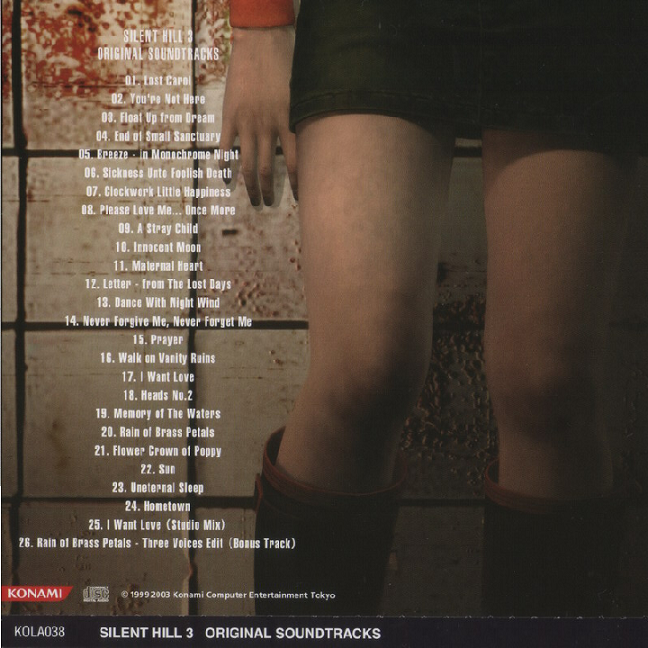 SILENT HILL 3
ORIGINAL SOUNDTRACKS
01. Lost Carol
02. You're Not Here
03. Float Up from Dream
04. End of Small Sanctuary
05. Breeze - in Monochrome Night
06. Sickness Unto Foolish Death
07. Clockwork Little Happiness
08. Please Love Me... Once More
09. A Stray Child
10. Innocent Moon
11. Maternal Heart
12. Letter - from The Lost Days
13. Dance With Night Wind
14. Never Forgive Me, Never Forget Me
15. Prayer
16. Walk on Vanity Ruins
17. I Want Love
18. Heads No.2
19. Memory of The Waters
20. Rain of Brass Petals
21. Flower Crown of Poppy
22. Sun
23. Uneternal Sleep
24. Hometown
25. I Want Love (Studio Mix)
26. Rain of Brass Petals - Three Voices Edit (Bonus Track)
KONAMI
©1999 2003 Konami Computer Entertainment Tokyo
KOLA038 SILENT HILL 3 ORIGINAL SOUNDTRACKS